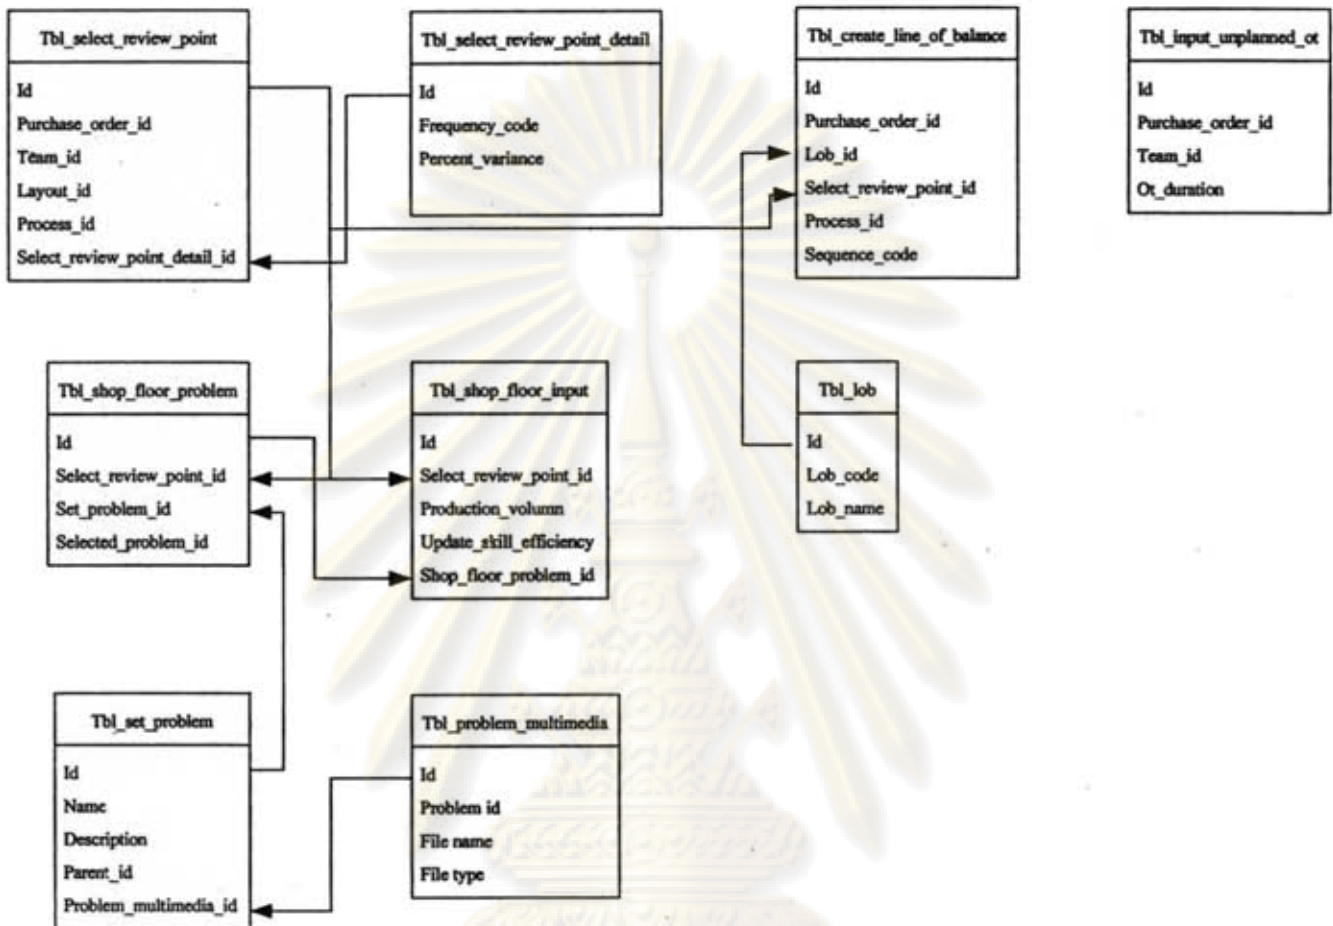 Tbl_select_review_point
Id
Purchase_order_id
Team_id
Layout_id
Process_id
Select_review_point_detail_id
Tbl_select_review_point_detail
Id
Frequency_code
Percent_variance
Tbl_create_line_of_balance
Id
Purchase_order_id
Lob_id
Select_review_point_id
Process_id
Sequence_code
Tbl_input_unplanned_ot
Id
Purchase_order_id
Team_id
Ot_duration
Tbl_shop_floor_problem
Id
Select_review_point_id
Set_problem_id
Selected_problem_id
Tbl_shop_floor_input
Id
Select_review_point_id
Production_volumn
Update_skill_efficiency
Shop_floor_problem_id
Tbl_lob
Id
Lob_code
Lob_name
Tbl_set_problem
Id
Name
Description
Parent_id
Problem_multimedia_id
Tbl_problem_multimedia
Id
Problem id
File name
File type